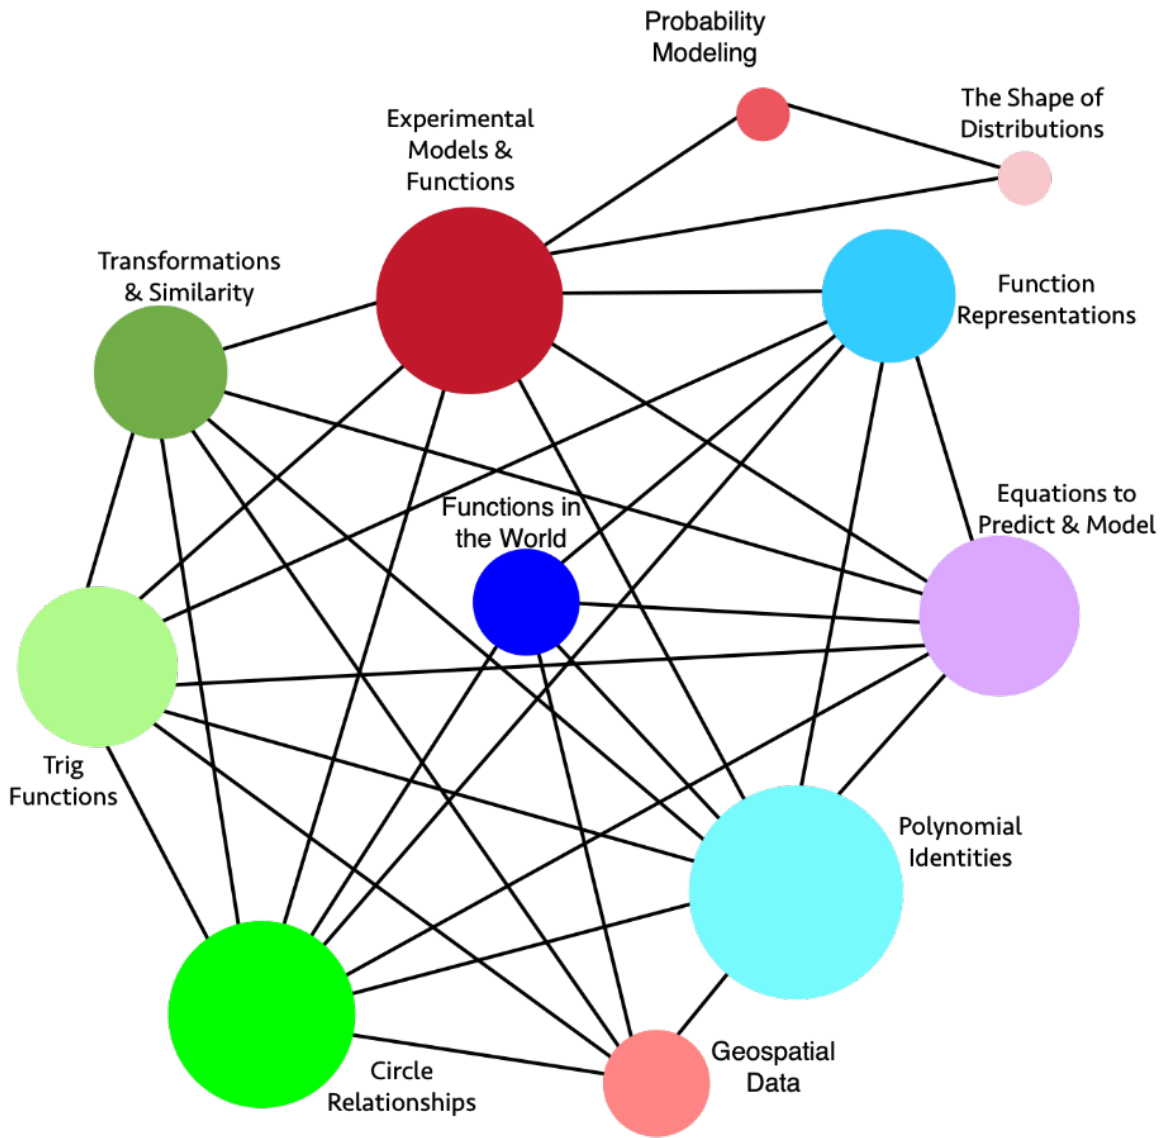 Probability
Modeling
The Shape of
Distributions
Experimental
Models &
Functions
Transformations
& Similarity
Function
Representations
Functions in
the World
Equations to
Predict & Model
Trig
Functions
Polynomial
Identities
Geospatial
Data
Circle
Relationships